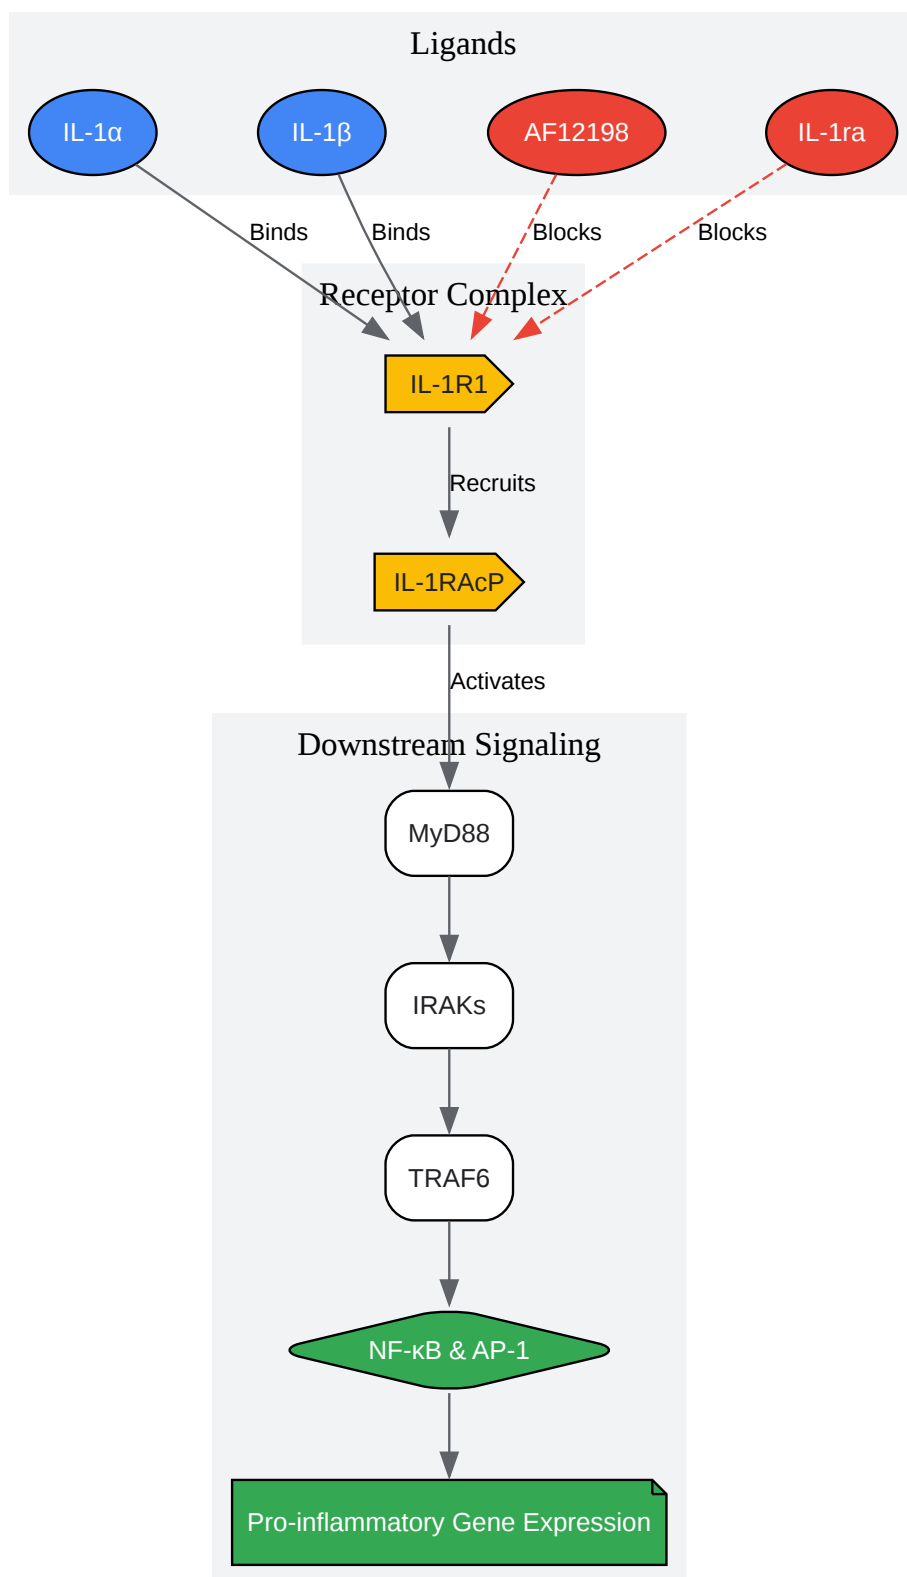 Ligands
IL-1α
IL-1β
AF12198
IL-1ra
Binds
Binds
Blocks
Blocks
Receptor Complex
IL-1R1
Recruits
IL-1RAcP
Activates
Downstream Signaling
MyD88
IRAKs
TRAF6
NF-κB & AP-1
Pro-inflammatory Gene Expression